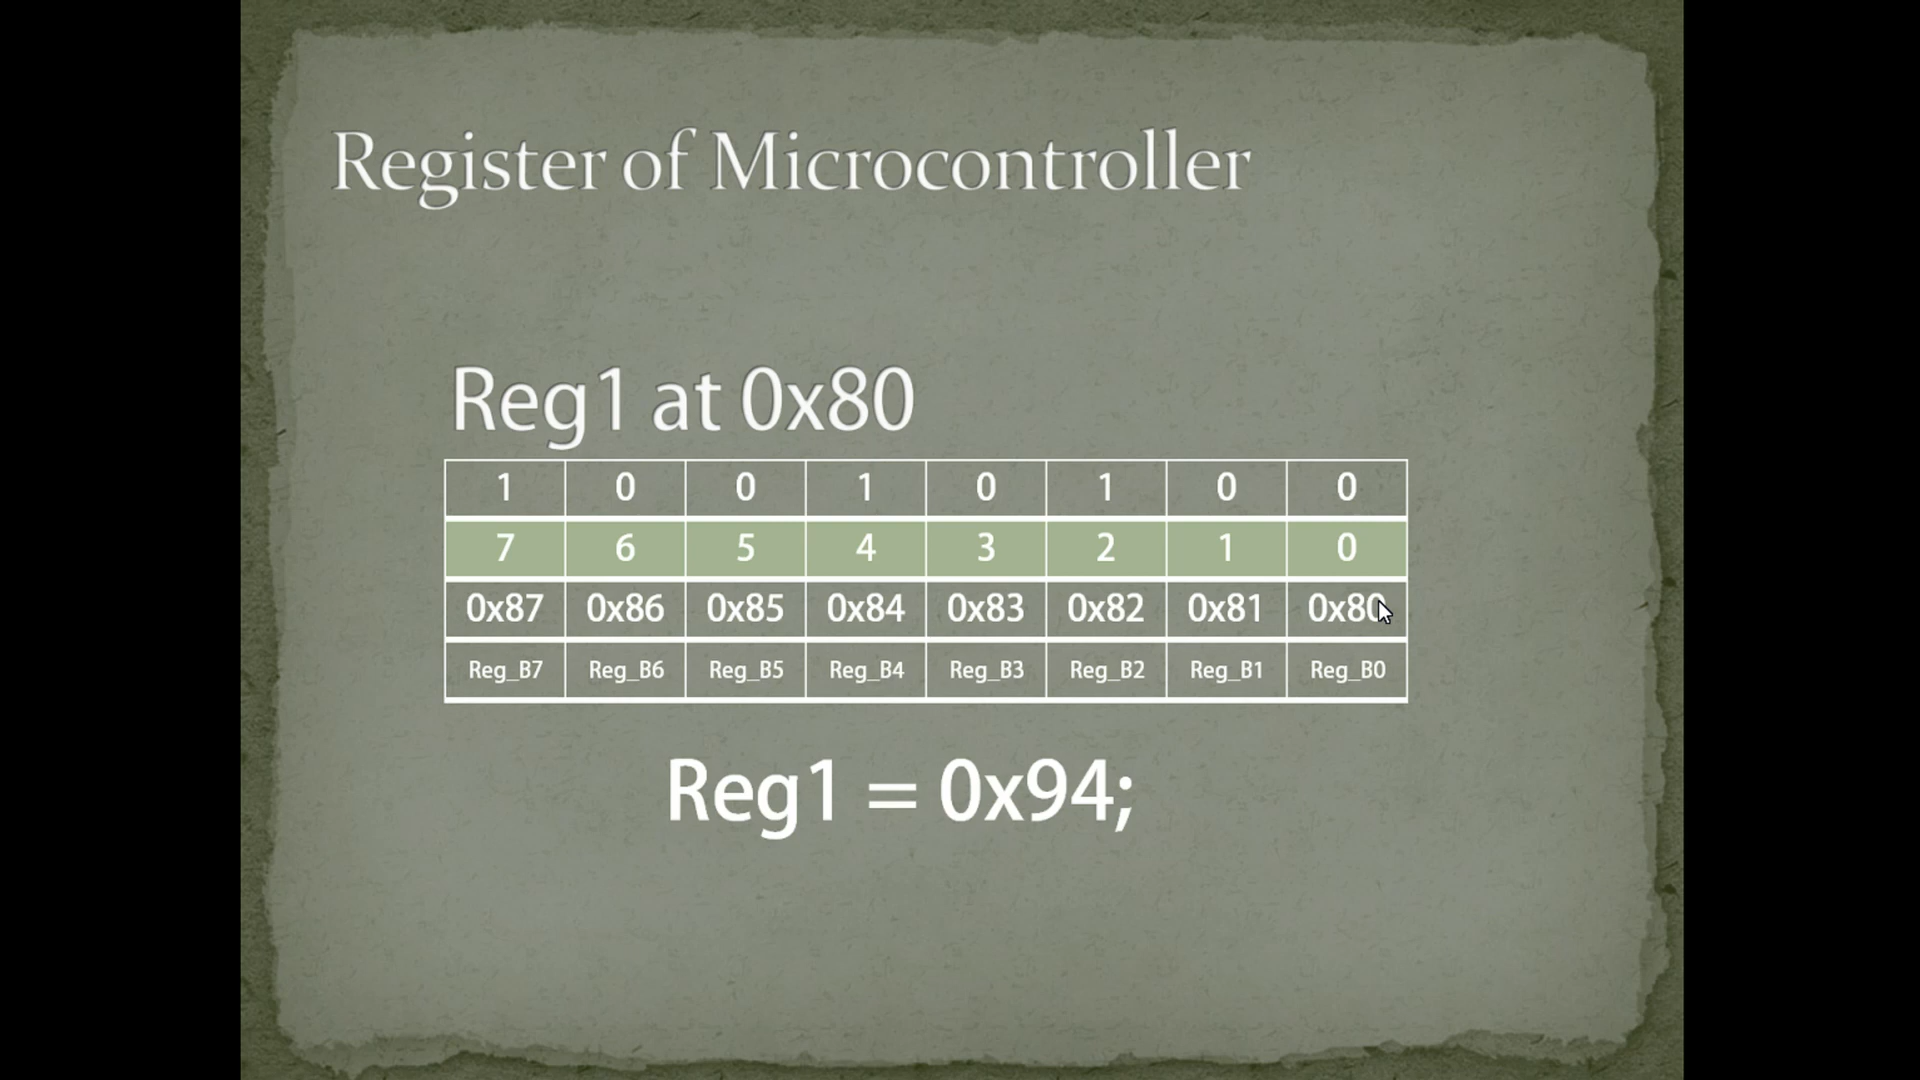 Register of Microcontroller
Reg1 at 0x80
1 0 0 1 0 1 0 0
7 6 5 4 3 2 1 0
0x87 0x86 0x85 0x84 0x83 0x82 0x81 0x80
Reg_B7 Reg_B6 Reg_B5 Reg_B4 Reg_B3 Reg_B2 Reg_B1 Reg_B0
Reg1 = 0x94;